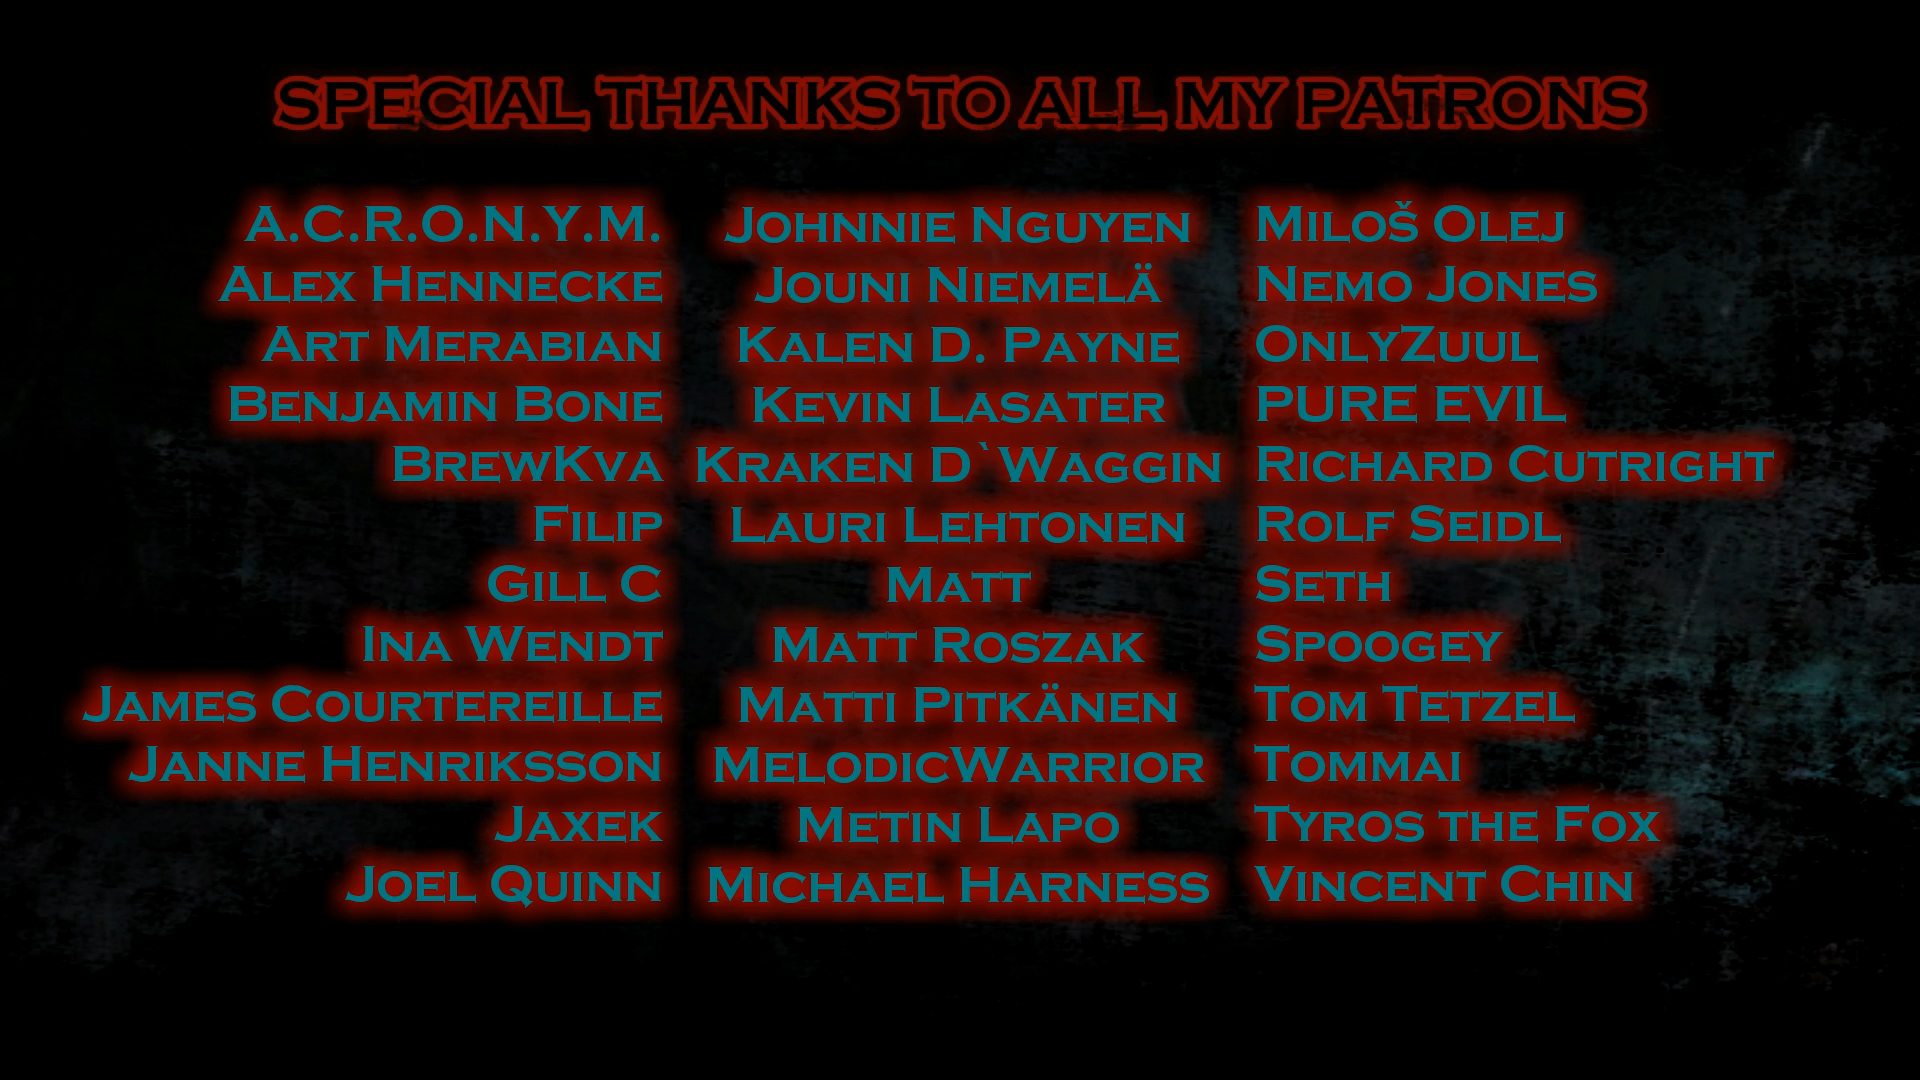 SPECIAL THANKS TO ALL MY PATRONS
A.C.R.O.N.Y.M.
Alex Hennecke
Art Merabian
Benjamin Bone
BrewKva
Filip
Gill C
Ina Wendt
James Courtereille
Janne Henriksson
Jaxek
Joel Quinn
Johnnie Nguyen
Jouni Niemelä
Kalen D. Payne
Kevin Lasater
Kraken D`Waggin
Lauri Lehtonen
Matt
Matt Roszak
Matti Pitkänen
MelodicWarrior
Metin Lapo
Michael Harness
Miloš Olej
Nemo Jones
OnlyZuul
PURE EVIL
Richard Cutright
Rolf Seidl
Seth
Spoogey
Tom Tetzel
Tommai
Tyros the Fox
Vincent Chin